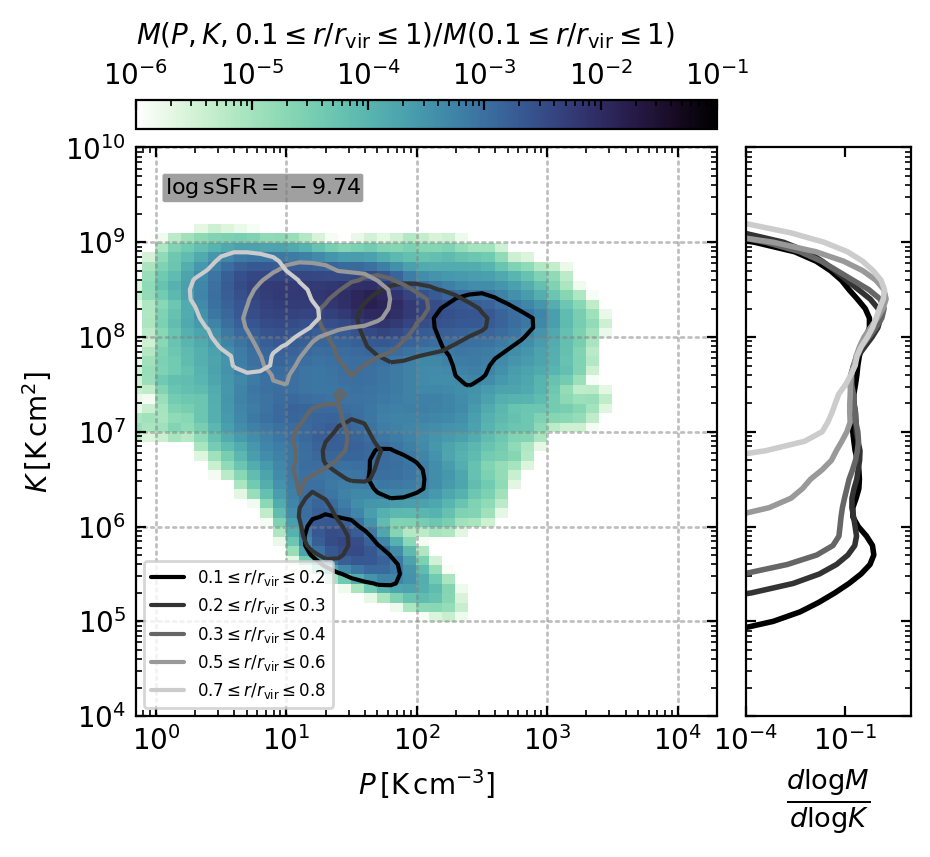 M(P, K, 0.1 ≤ r/r_vir ≤ 1)/M(0.1 ≤ r/r_vir ≤ 1)
10^−6 10^−5 10^−4 10^−3 10^−2 10^−1
log sSFR = −9.74
10^10
10^9
10^8
10^7
10^6
10^5
10^4
K [K cm^2]
0.1 ≤ r/r_vir ≤ 0.2
0.2 ≤ r/r_vir ≤ 0.3
0.3 ≤ r/r_vir ≤ 0.4
0.5 ≤ r/r_vir ≤ 0.6
0.7 ≤ r/r_vir ≤ 0.8
10^0 10^1 10^2 10^3 10^4
P [K cm^−3]
10^−4 10^−1
dlogM
dlogK